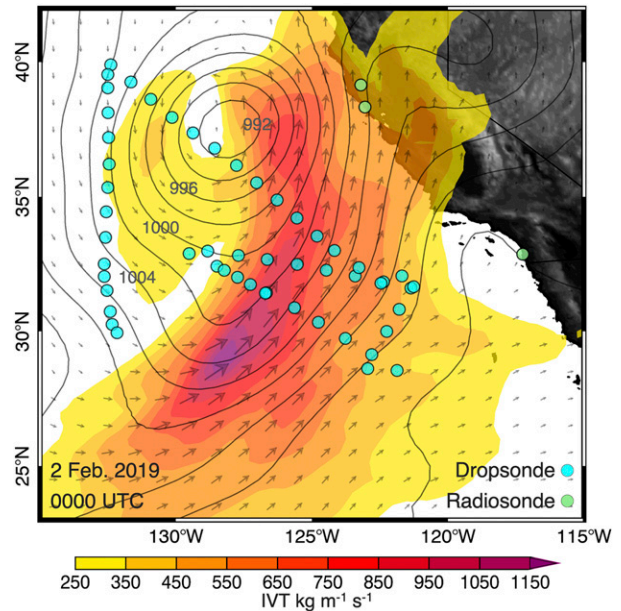 40°N
35°N
30°N
25°N
992
996
1000
1004
2 Feb. 2019
0000 UTC
Dropsonde
Radiosonde
130°W 125°W 120°W 115°W
250 350 450 550 650 750 850 950 1050 1150
IVT kg m⁻¹ s⁻¹